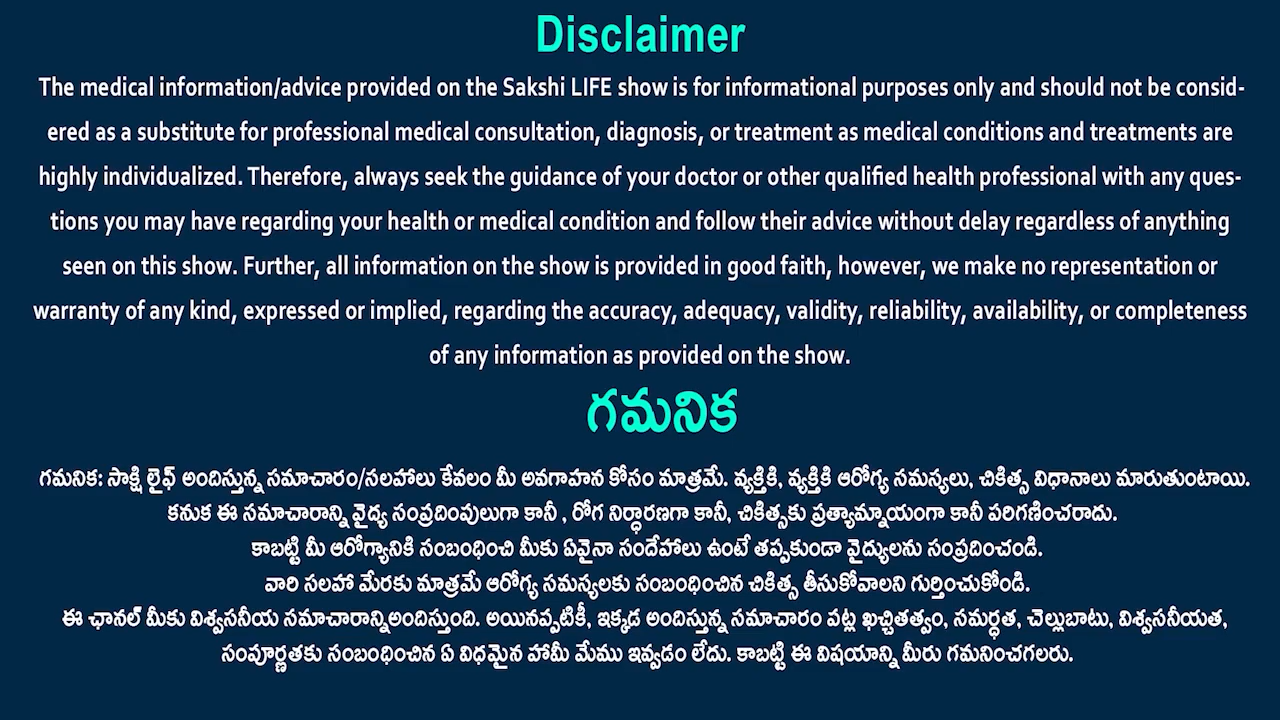 Disclaimer
The medical information/advice provided on the Sakshi LIFE show is for informational purposes only and should not be consid-
ered as a substitute for professional medical consultation, diagnosis, or treatment as medical conditions and treatments are
highly individualized. Therefore, always seek the guidance of your doctor or other qualified health professional with any ques-
tions you may have regarding your health or medical condition and follow their advice without delay regardless of anything
seen on this show. Further, all information on the show is provided in good faith, however, we make no representation or
warranty of any kind, expressed or implied, regarding the accuracy, adequacy, validity, reliability, availability, or completeness
of any information as provided on the show.
గమనిక
గమనిక: సాక్షి లైఫ్ అందిస్తున్న సమాచారం/సలహాలు కేవలం మీ అవగాహన కోసం మాత్రమే. వ్యక్తికి, వ్యక్తికి ఆరోగ్య సమస్యలు, చికిత్స విధానాలు మారుతుంటాయి.
కనుక ఈ సమాచారాన్ని వైద్య సంప్రదింపులుగా కానీ , రోగ నిర్ధారణగా కానీ, చికిత్సకు ప్రత్యామ్నాయంగా కానీ పరిగణించరాదు.
కాబట్టి మీ ఆరోగ్యానికి సంబంధించి మీకు ఏవైనా సందేహాలు ఉంటే తప్పకుండా వైద్యులను సంప్రదించండి.
వారి సలహా మేరకు మాత్రమే ఆరోగ్య సమస్యలకు సంబంధించిన చికిత్స తీసుకోవాలని గుర్తించుకోండి.
ఈ ఛానల్ మీకు విశ్వసనీయ సమాచారాన్నిఅందిస్తుంది. అయినప్పటికీ, ఇక్కడ అందిస్తున్న సమాచారం పట్ల ఖచ్చితత్వం, సమర్ధత, చెల్లుబాటు, విశ్వసనీయత,
సంపూర్ణతకు సంబంధించిన ఏ విధమైన హామీ మేము ఇవ్వడం లేదు. కాబట్టి ఈ విషయాన్ని మీరు గమనించగలరు.